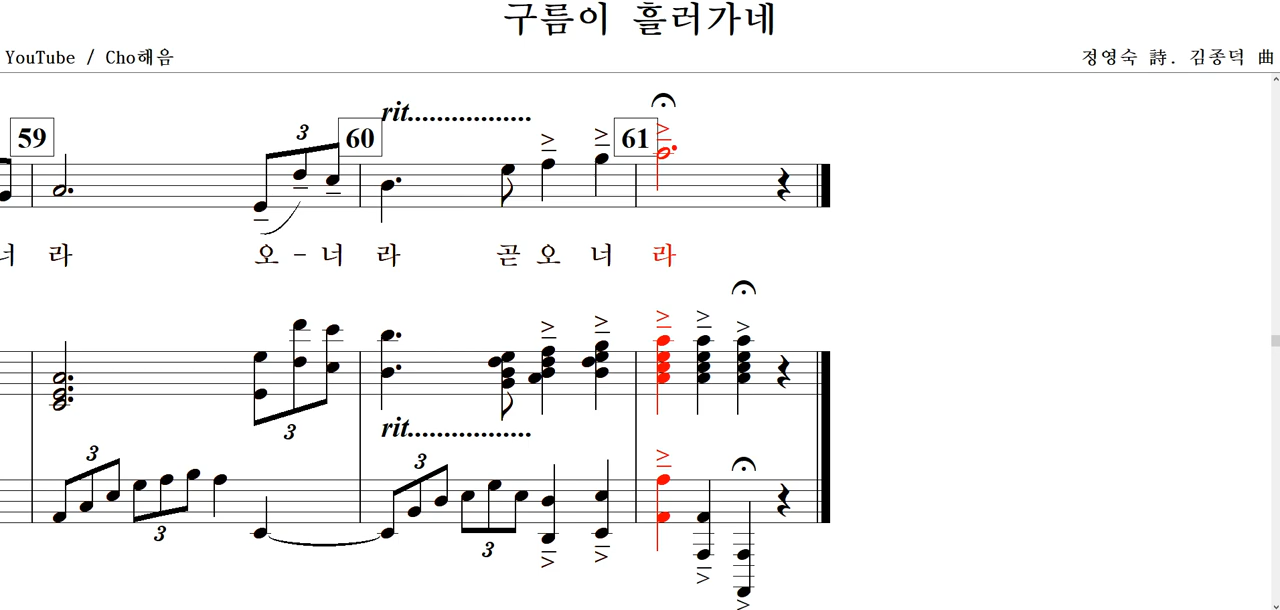 구름이 흘러가네
YouTube / Cho해음
정영숙 詩. 김종덕 曲
rit.................
59 60 61
3
너 라 오 - 너 라 곧 오 너 라
3
rit.................
3 3
3 3